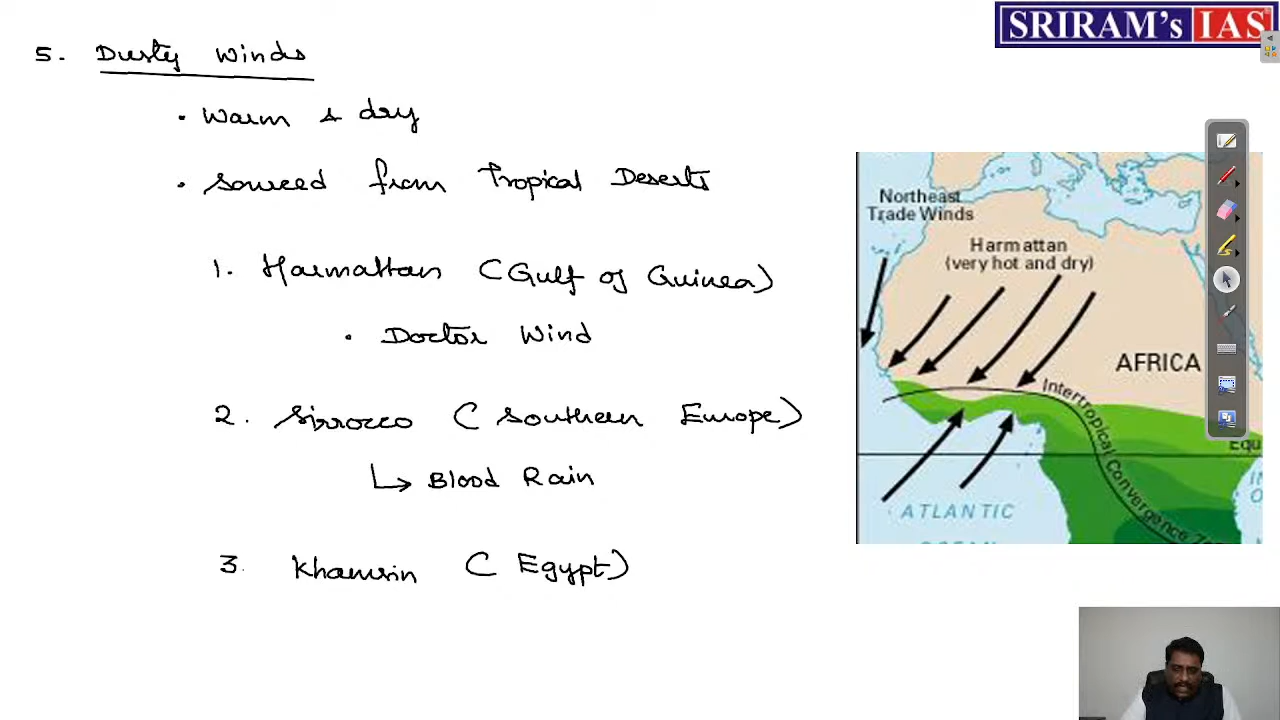 SRIRAM's IAS
5. Dusty Winds
• Warm & dry
• Sourced from Tropical Deserts
1. Harmattan (Gulf of Guinea)
• Doctor Wind
2. Sirrocco (Southern Europe)
↳ Blood Rain
3. Khamsin (Egypt)
Northeast
Trade Winds
Harmattan
(very hot and dry)
AFRICA
Intertropical Convergence
Equ
ATLANTIC